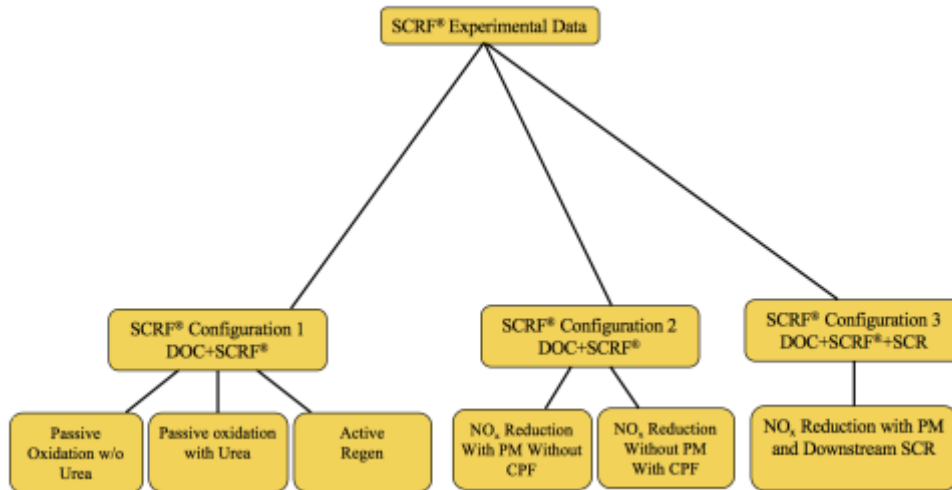 SCRF® Experimental Data
SCRF® Configuration 1
DOC+SCRF®
SCRF® Configuration 2
DOC+SCRF®
SCRF® Configuration 3
DOC+SCRF®+SCR
Passive
Oxidation w/o
Urea
Passive oxidation
with Urea
Active
Regen
NOx Reduction
With PM Without
CPF
NOx Reduction
Without PM
With CPF
NOx Reduction with PM
and Downstream SCR